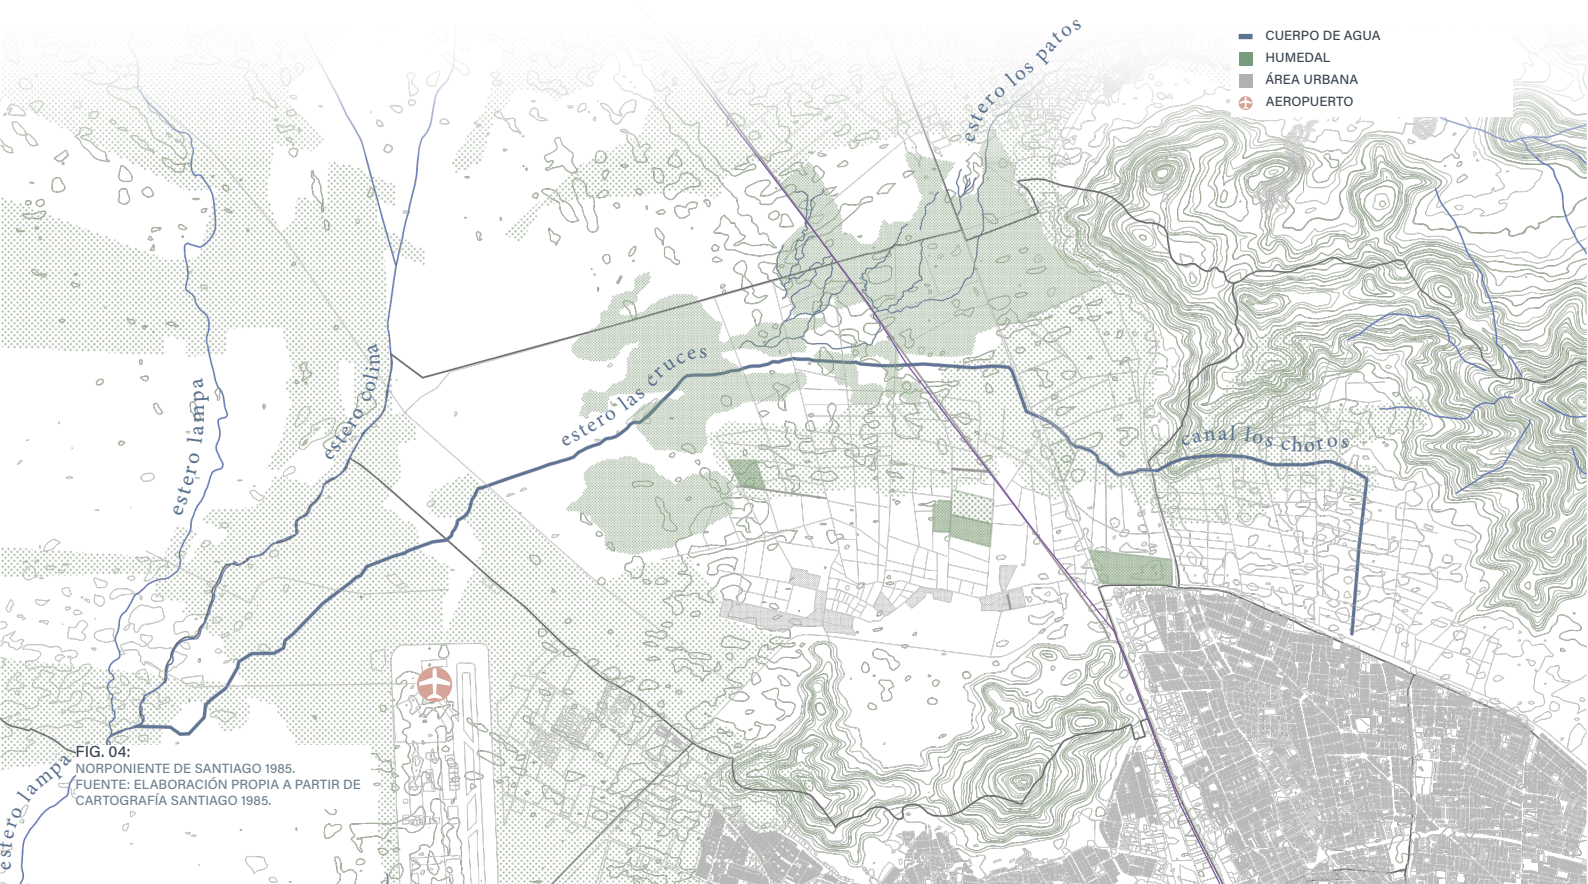 CUERPO DE AGUA
HUMEDAL
ÁREA URBANA
AEROPUERTO
estero los patos
estero las cruces
estero colina
estero lampa
canal los choros
estero lampa
FIG. 04:
NORPONIENTE DE SANTIAGO 1985.
FUENTE: ELABORACIÓN PROPIA A PARTIR DE
CARTOGRAFÍA SANTIAGO 1985.